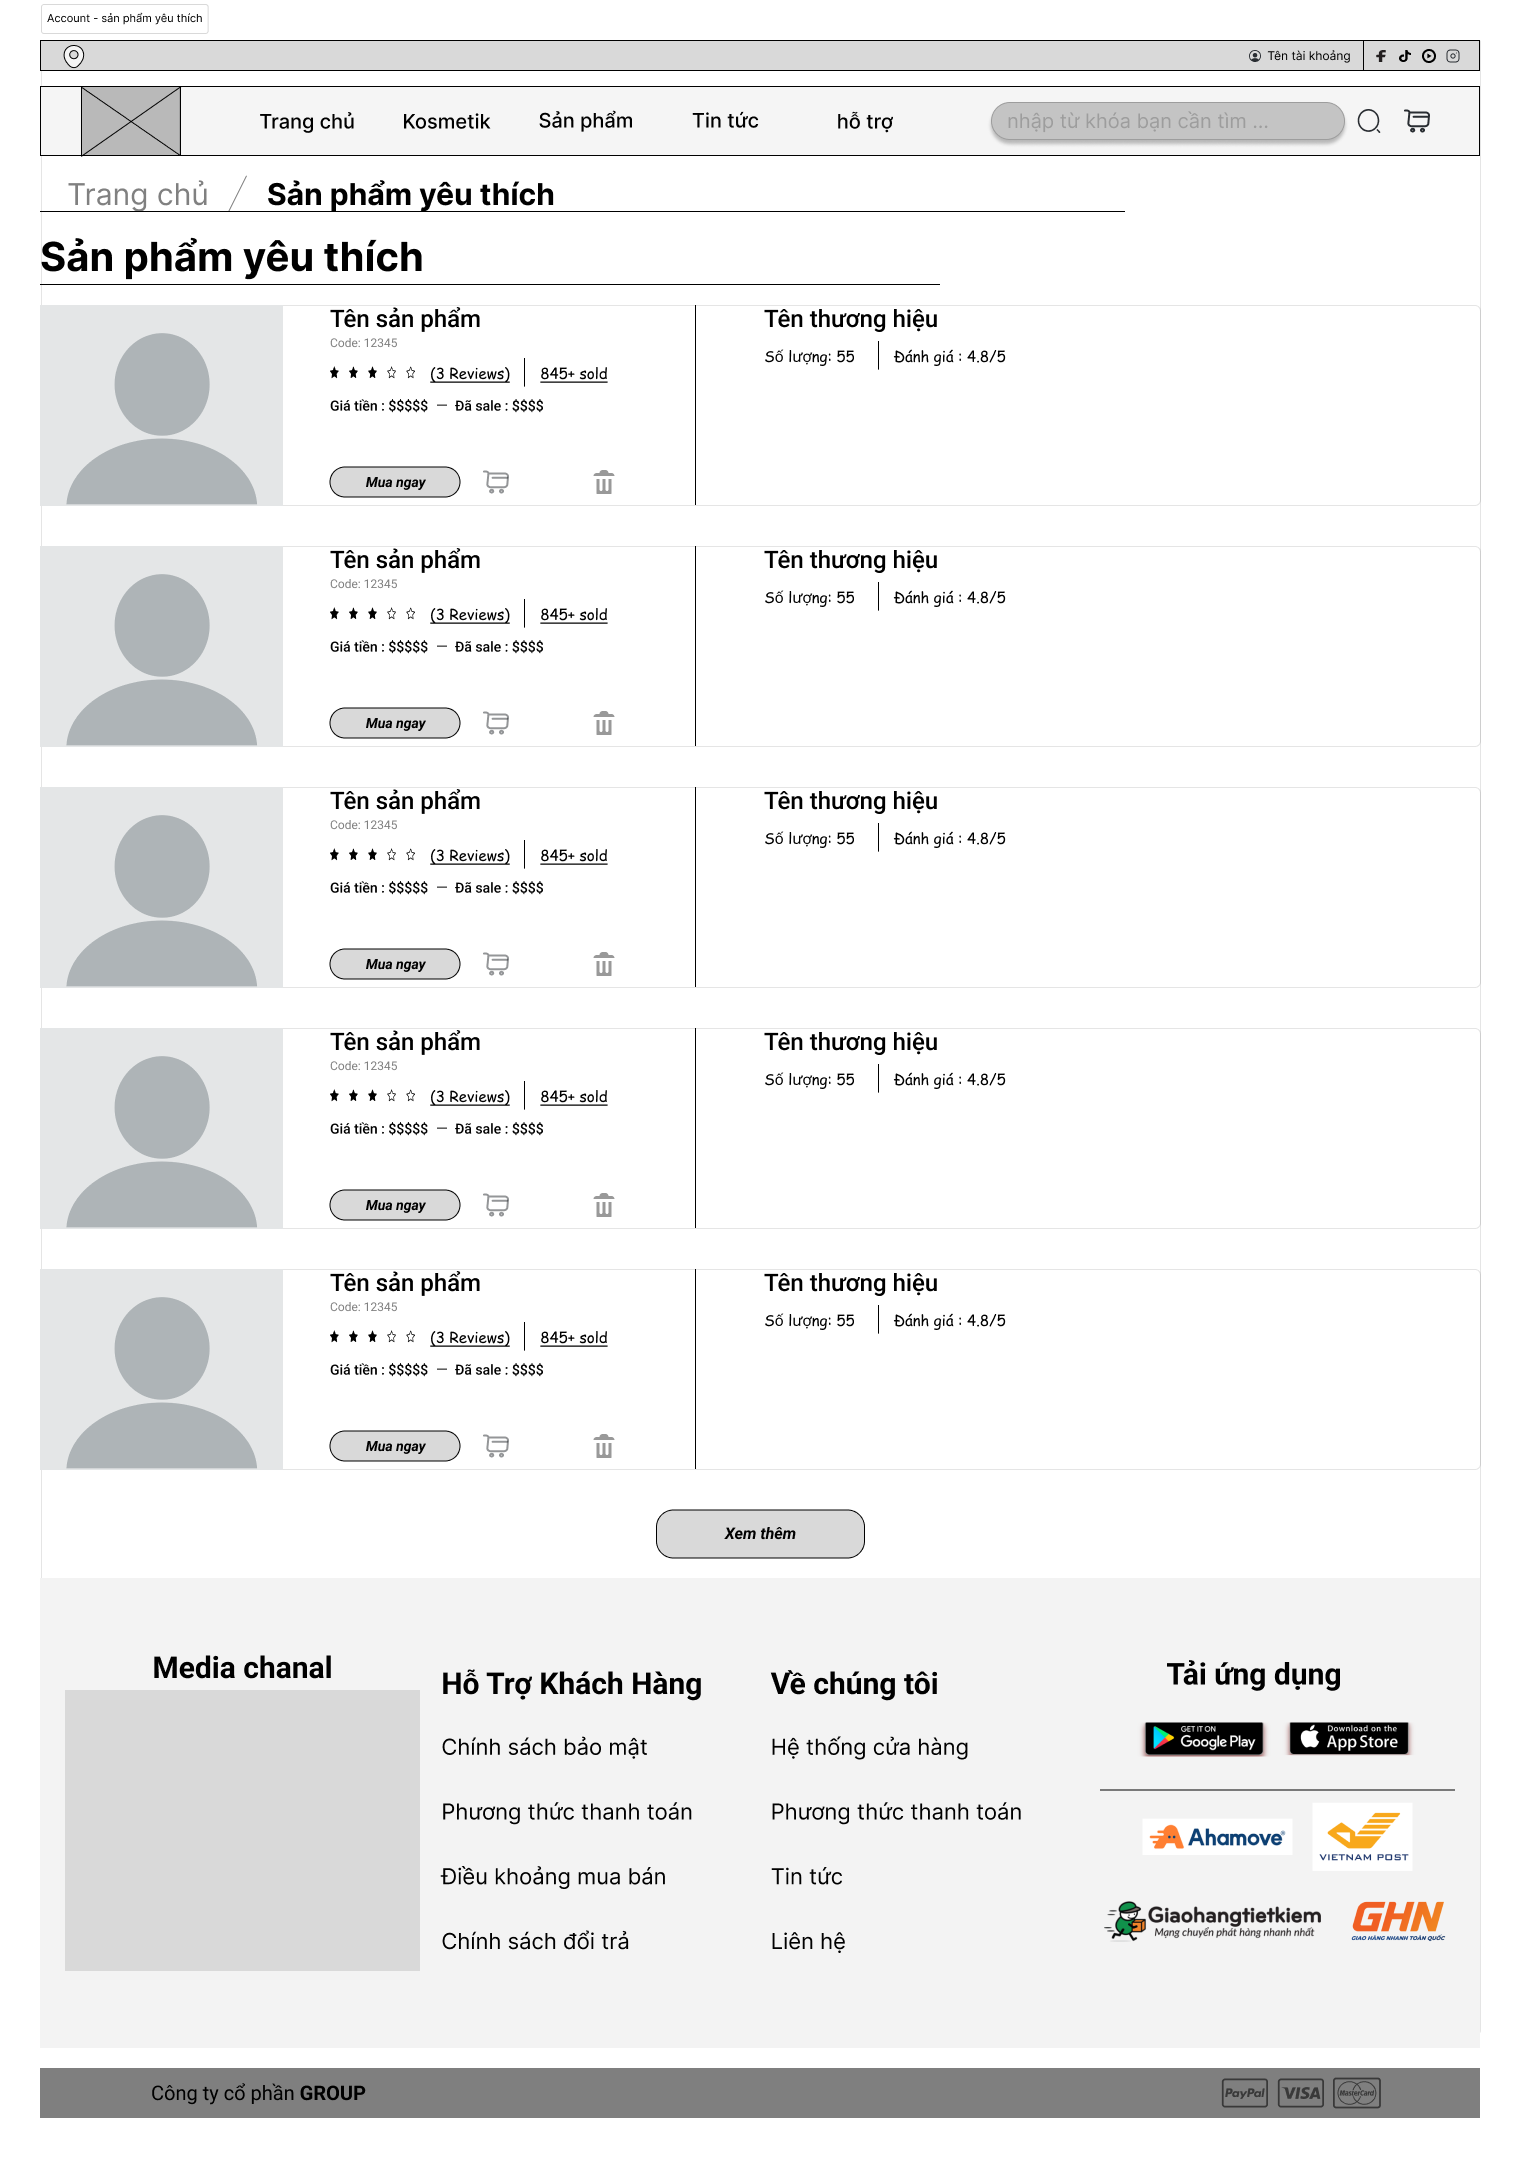 Account - sản phẩm yêu thích
Tên tài khoảng
Trang chủ Kosmetik Sản phẩm Tin tức hỗ trợ nhập từ khóa bạn cần tìm ...
Trang chủ / Sản phẩm yêu thích
Sản phẩm yêu thích
Tên sản phẩm
Code: 12345
(3 Reviews) 845+ sold
Giá tiền : $$$$$ — Đã sale : $$$$
Mua ngay
Tên thương hiệu
Số lượng: 55 Đánh giá : 4.8/5
Tên sản phẩm
Code: 12345
(3 Reviews) 845+ sold
Giá tiền : $$$$$ — Đã sale : $$$$
Mua ngay
Tên thương hiệu
Số lượng: 55 Đánh giá : 4.8/5
Tên sản phẩm
Code: 12345
(3 Reviews) 845+ sold
Giá tiền : $$$$$ — Đã sale : $$$$
Mua ngay
Tên thương hiệu
Số lượng: 55 Đánh giá : 4.8/5
Tên sản phẩm
Code: 12345
(3 Reviews) 845+ sold
Giá tiền : $$$$$ — Đã sale : $$$$
Mua ngay
Tên thương hiệu
Số lượng: 55 Đánh giá : 4.8/5
Tên sản phẩm
Code: 12345
(3 Reviews) 845+ sold
Giá tiền : $$$$$ — Đã sale : $$$$
Mua ngay
Tên thương hiệu
Số lượng: 55 Đánh giá : 4.8/5
Xem thêm
Media chanal
Hỗ Trợ Khách Hàng
Chính sách bảo mật
Phương thức thanh toán
Điều khoảng mua bán
Chính sách đổi trả
Về chúng tôi
Hệ thống cửa hàng
Phương thức thanh toán
Tin tức
Liên hệ
Tải ứng dụng
GET IT ON
Google Play
Download on the
App Store
Ahamove
VIETNAM POST
Giaohangtietkiem
Mạng chuyển phát hàng nhanh nhất
GHN
GIAO HÀNG NHANH TOÀN QUỐC
Công ty cổ phần GROUP
PayPal VISA MasterCard